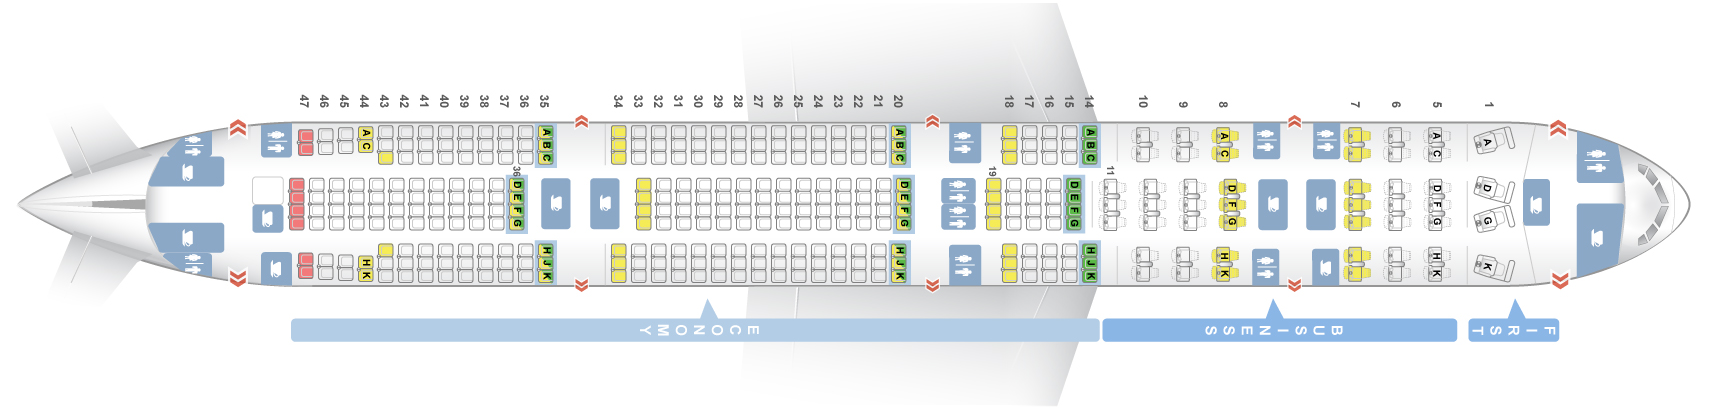 47 46 45 44 43 42 41 40 39 38 37 36 35 34 33 32 31 30 29 28 27 26 25 24 23 22 21 20 18 17 16 15 14 10 9 8 7 6 5 1
A C A B C A B C A B C A C A C A
36 19 11
D E F G D E F G D E F G D F G D F G D G
H K H J K H J K H J K H K H K K
ECONOMY BUSINESS FIRST